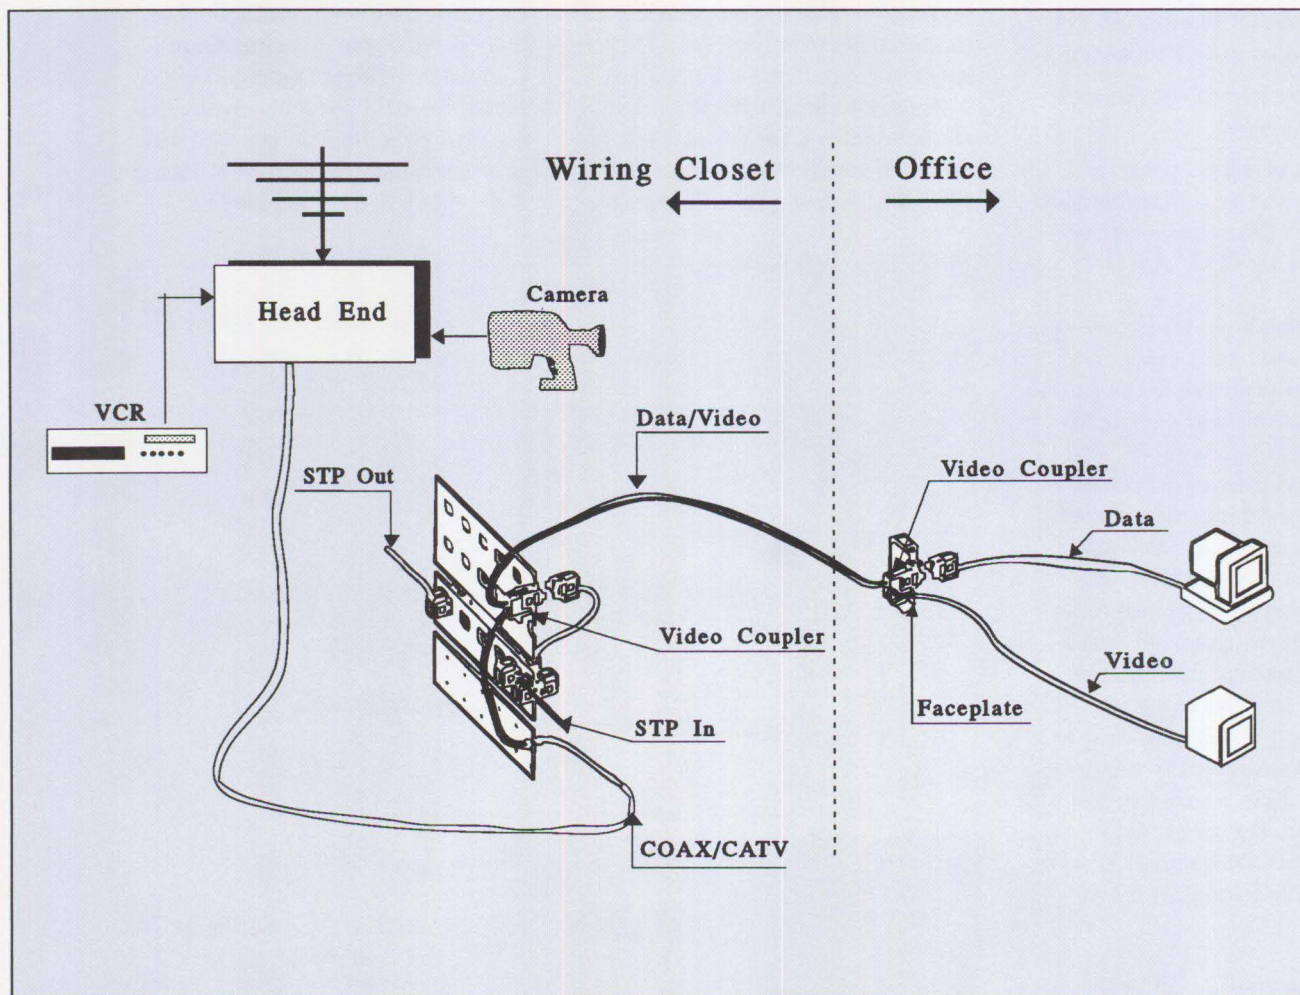 Wiring Closet
Office
Head End
Camera
VCR
Data/Video
STP Out
Video Coupler
Data
Video Coupler
Video
STP In
Faceplate
COAX/CATV